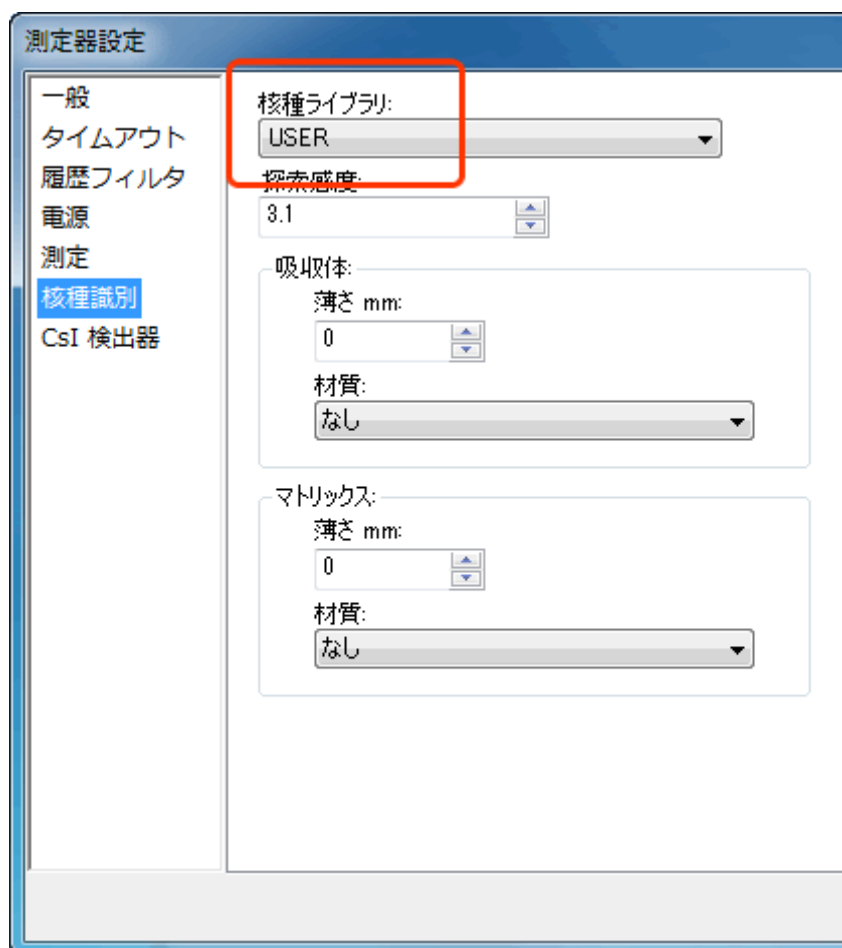 測定器設定
一般
タイムアウト
履歴フィルタ
電源
測定
核種識別
CsI 検出器
核種ライブラリ:
USER
探索感度:
3.1
吸収体:
薄さ mm:
0
材質:
なし
マトリックス:
薄さ mm:
0
材質:
なし